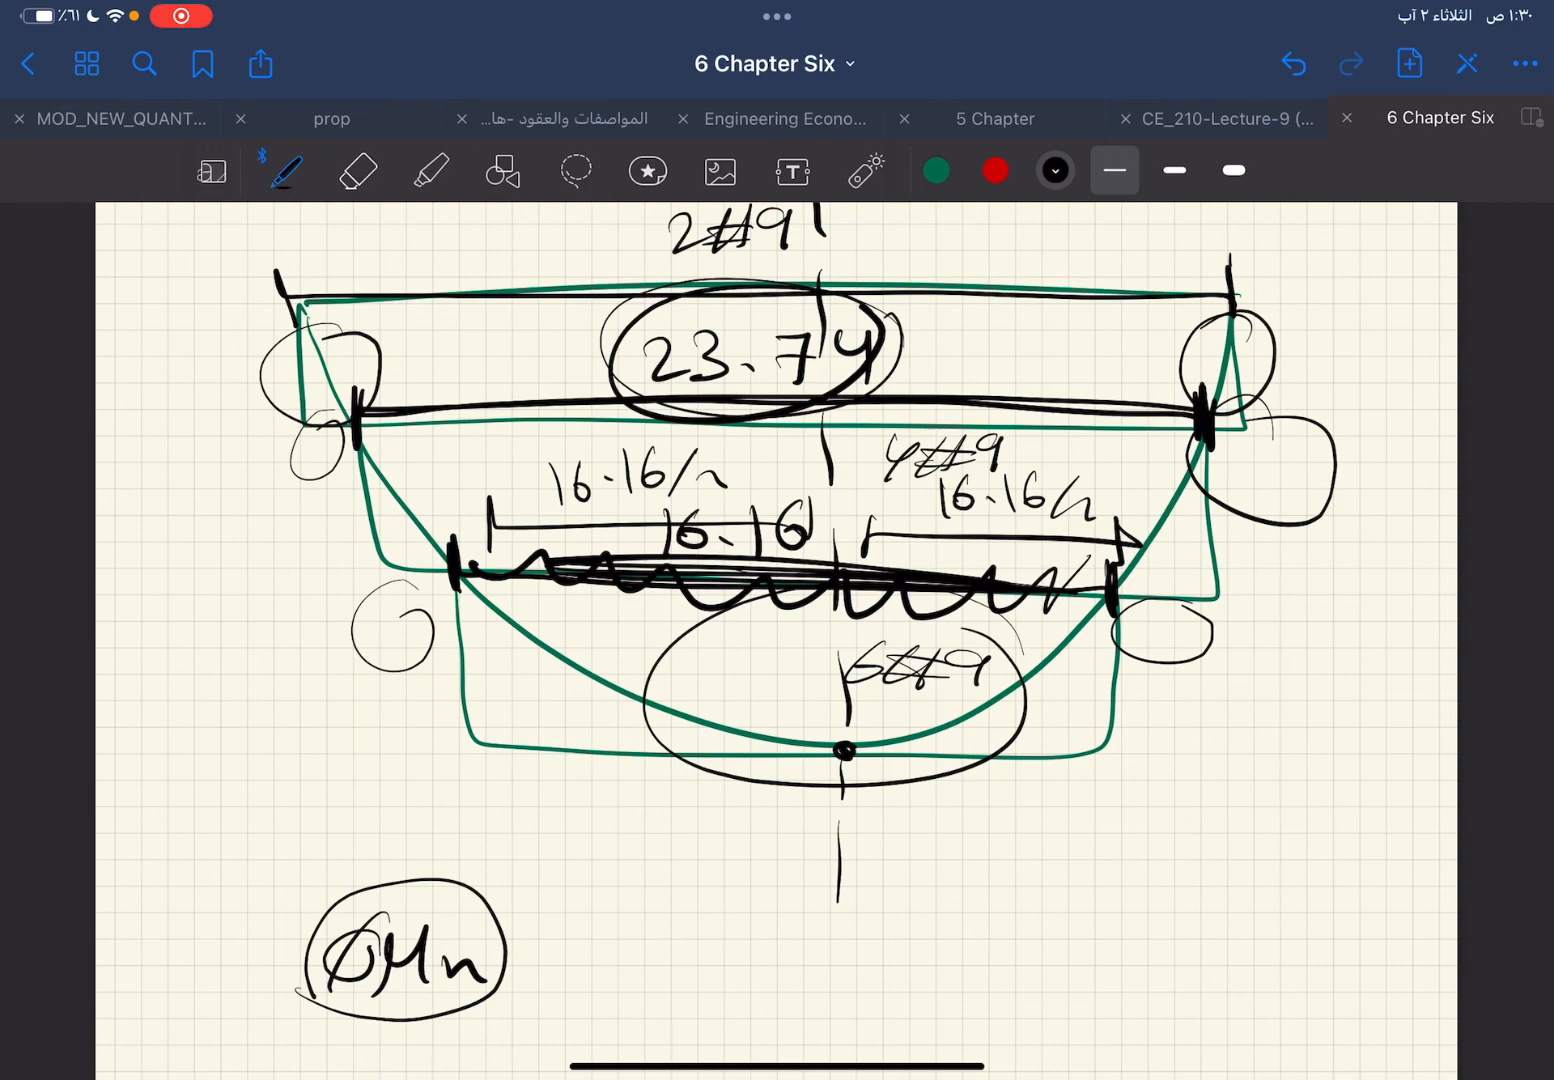 ٪٦١
١:٣٠ ص الثلاثاء ٢ آب
6 Chapter Six
MOD_NEW_QUANT...
prop
المواصفات والعقود -ها...
Engineering Econo...
5 Chapter
CE_210-Lecture-9 (...
6 Chapter Six
2#9
23.74
4#9
16.16/2
16.16/2
16.16
6#9
ØMn